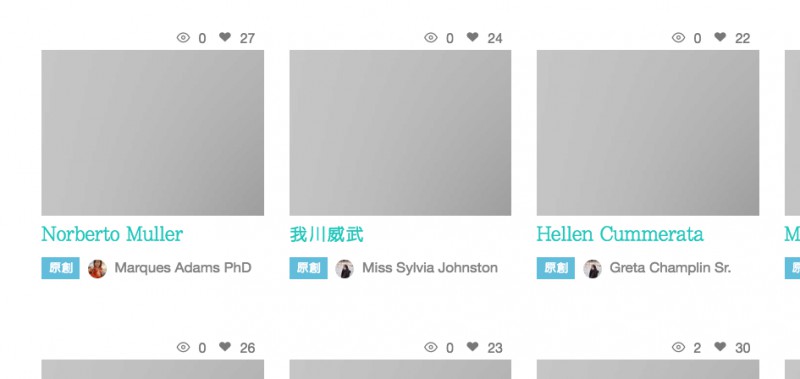 0 27
0 24
0 22
Norberto Muller
我川威武
Hellen Cummerata
M
原創 Marques Adams PhD
原創 Miss Sylvia Johnston
原創 Greta Champlin Sr.
0 26
0 23
2 30